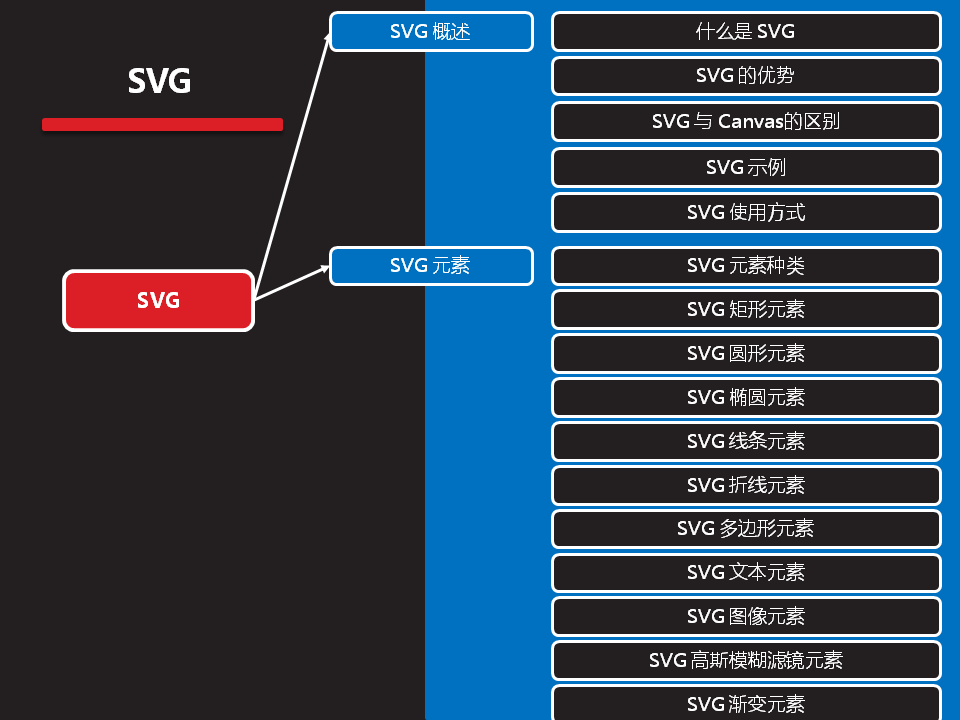 SVG
SVG
SVG 概述
什么是 SVG
SVG 的优势
SVG 与 Canvas的区别
SVG 示例
SVG 使用方式
SVG 元素
SVG 元素种类
SVG 矩形元素
SVG 圆形元素
SVG 椭圆元素
SVG 线条元素
SVG 折线元素
SVG 多边形元素
SVG 文本元素
SVG 图像元素
SVG 高斯模糊滤镜元素
SVG 渐变元素